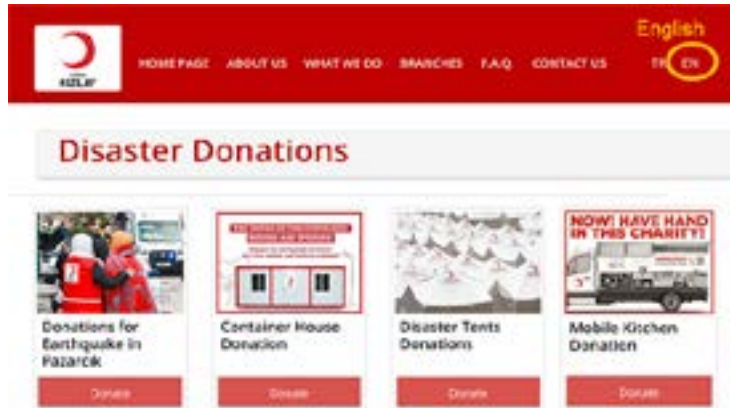 English
KIZILAY
HOME PAGE ABOUT US WHAT WE DO BRANCHES F.A.Q. CONTACT US TR EN
Disaster Donations
NOW! HAVE HAND
IN THIS CHARITY!
Donations for
Earthquake in
Pazarcık
Container House
Donation
Disaster Tents
Donations
Mobile Kitchen
Donation
Donate Donate Donate Donate